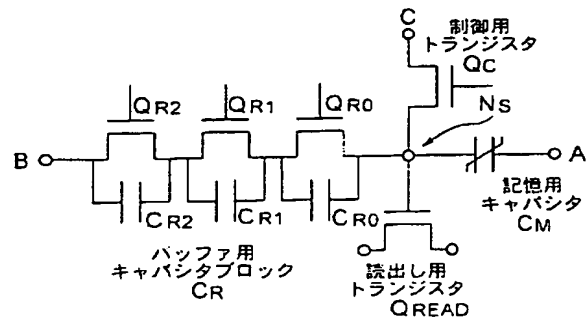 C
制御用
トランジスタ
QC
NS
QR2
QR1
QR0
B
A
CR2
CR1
CR0
バッファ用
キャパシタブロック
CR
記憶用
キャパシタ
CM
読出し用
トランジスタ
QREAD